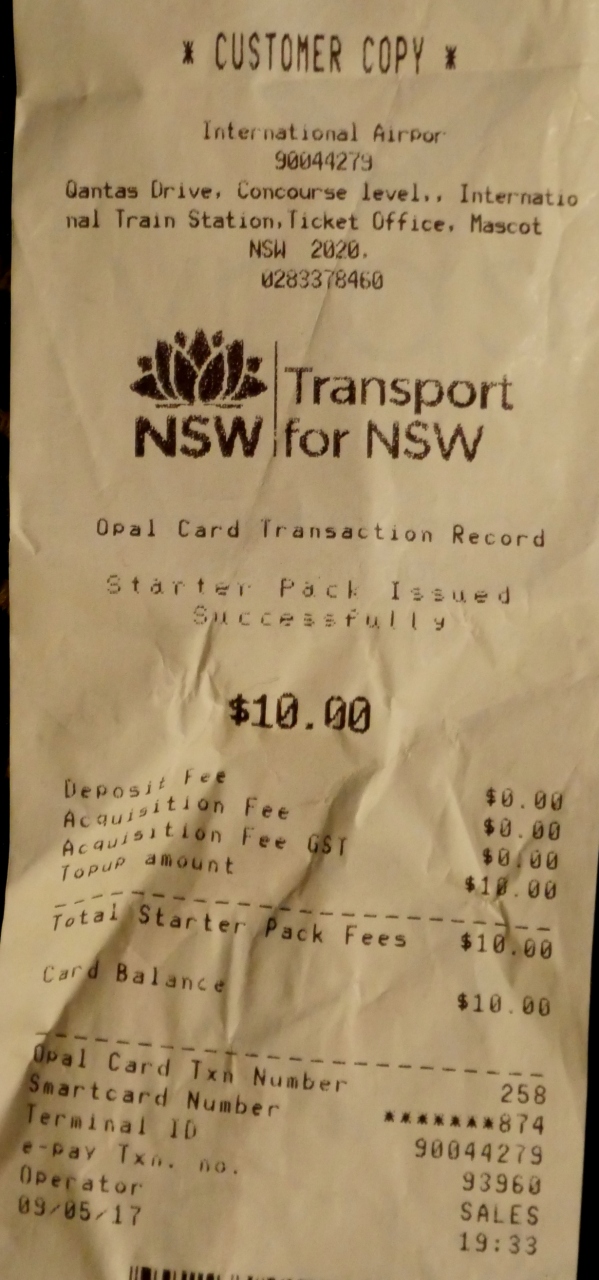 * CUSTOMER COPY *
International Airpor
90044279
Qantas Drive, Concourse level,, Internatio
nal Train Station,Ticket Office, Mascot
NSW 2020.
0283378460
NSW
Transport
for NSW
Opal Card Transaction Record
Starter Pack Issued
Successfully
$10.00
Deposit Fee $0.00
Acquisition Fee $0.00
Acquisition Fee GST $0.00
Topup amount $10.00
Total Starter Pack Fees $10.00
Card Balance $10.00
Opal Card Txn Number 258
Smartcard Number *******874
Terminal ID 90044279
e-pay Txn. no. 93960
Operator SALES
09/05/17 19:33